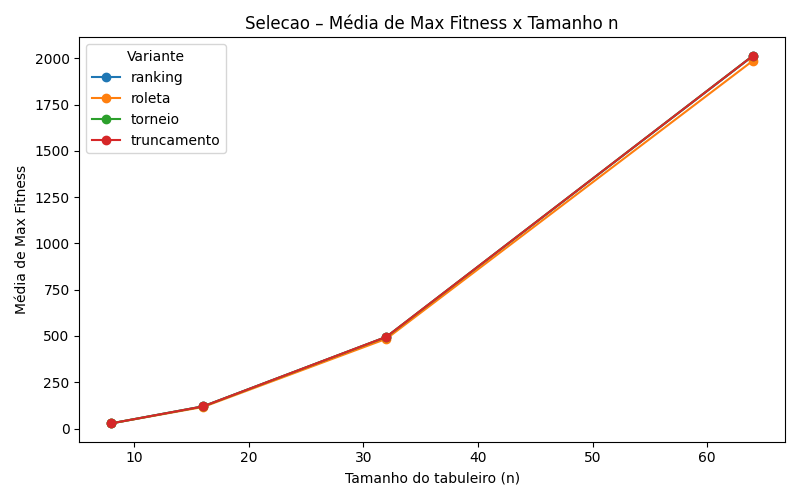 Selecao – Média de Max Fitness x Tamanho n
Variante
ranking
roleta
torneio
truncamento
Média de Max Fitness
2000
1750
1500
1250
1000
750
500
250
0
10
20
30
40
50
60
Tamanho do tabuleiro (n)